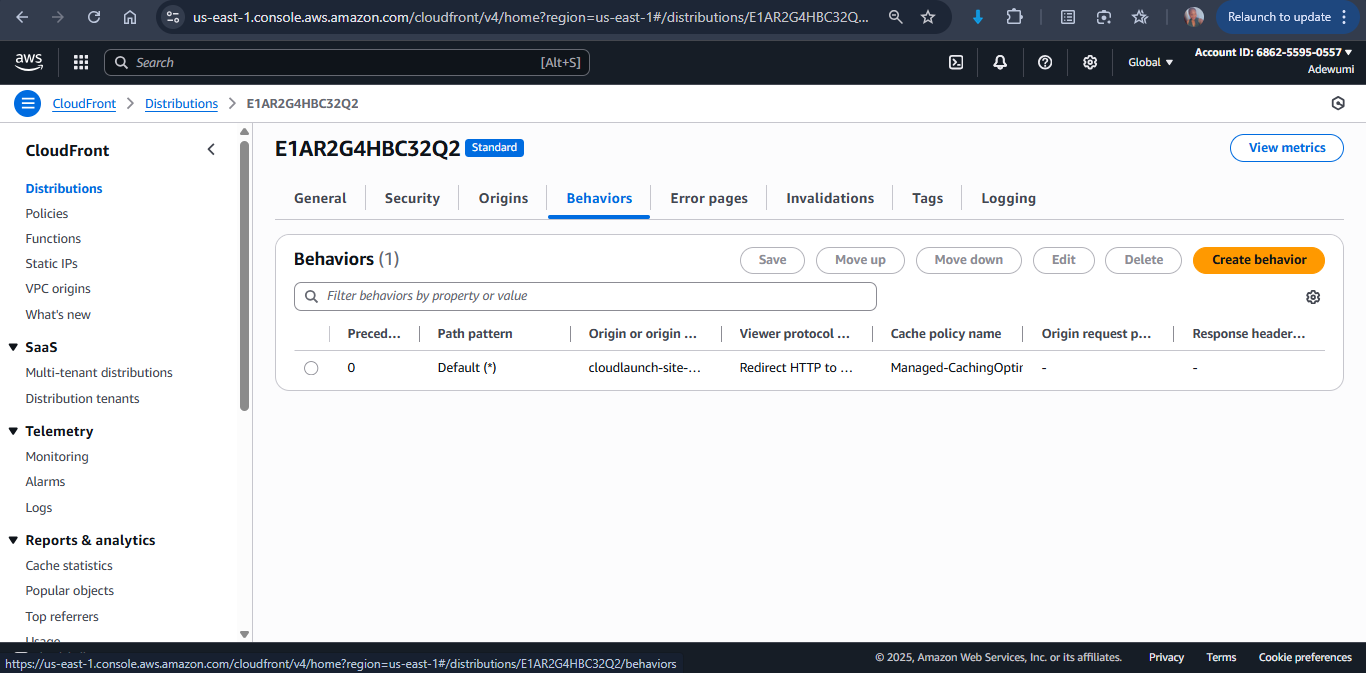 us-east-1.console.aws.amazon.com/cloudfront/v4/home?region=us-east-1#/distributions/E1AR2G4HBC32Q...
Relaunch to update
aws
Search [Alt+S]
Global
Account ID: 6862-5595-0557
Adewumi
CloudFront
Distributions
E1AR2G4HBC32Q2
CloudFront
Distributions
Policies
Functions
Static IPs
VPC origins
What's new
SaaS
Multi-tenant distributions
Distribution tenants
Telemetry
Monitoring
Alarms
Logs
Reports & analytics
Cache statistics
Popular objects
Top referrers
Usage
E1AR2G4HBC32Q2 Standard
View metrics
General Security Origins Behaviors Error pages Invalidations Tags Logging
Behaviors (1)
Save Move up Move down Edit Delete Create behavior
Filter behaviors by property or value
Preced... Path pattern Origin or origin ... Viewer protocol ... Cache policy name Origin request p... Response header...
0 Default (*) cloudlaunch-site-... Redirect HTTP to ... Managed-CachingOptir - -
https://us-east-1.console.aws.amazon.com/cloudfront/v4/home?region=us-east-1#/distributions/E1AR2G4HBC32Q2/behaviors
© 2025, Amazon Web Services, Inc. or its affiliates. Privacy Terms Cookie preferences